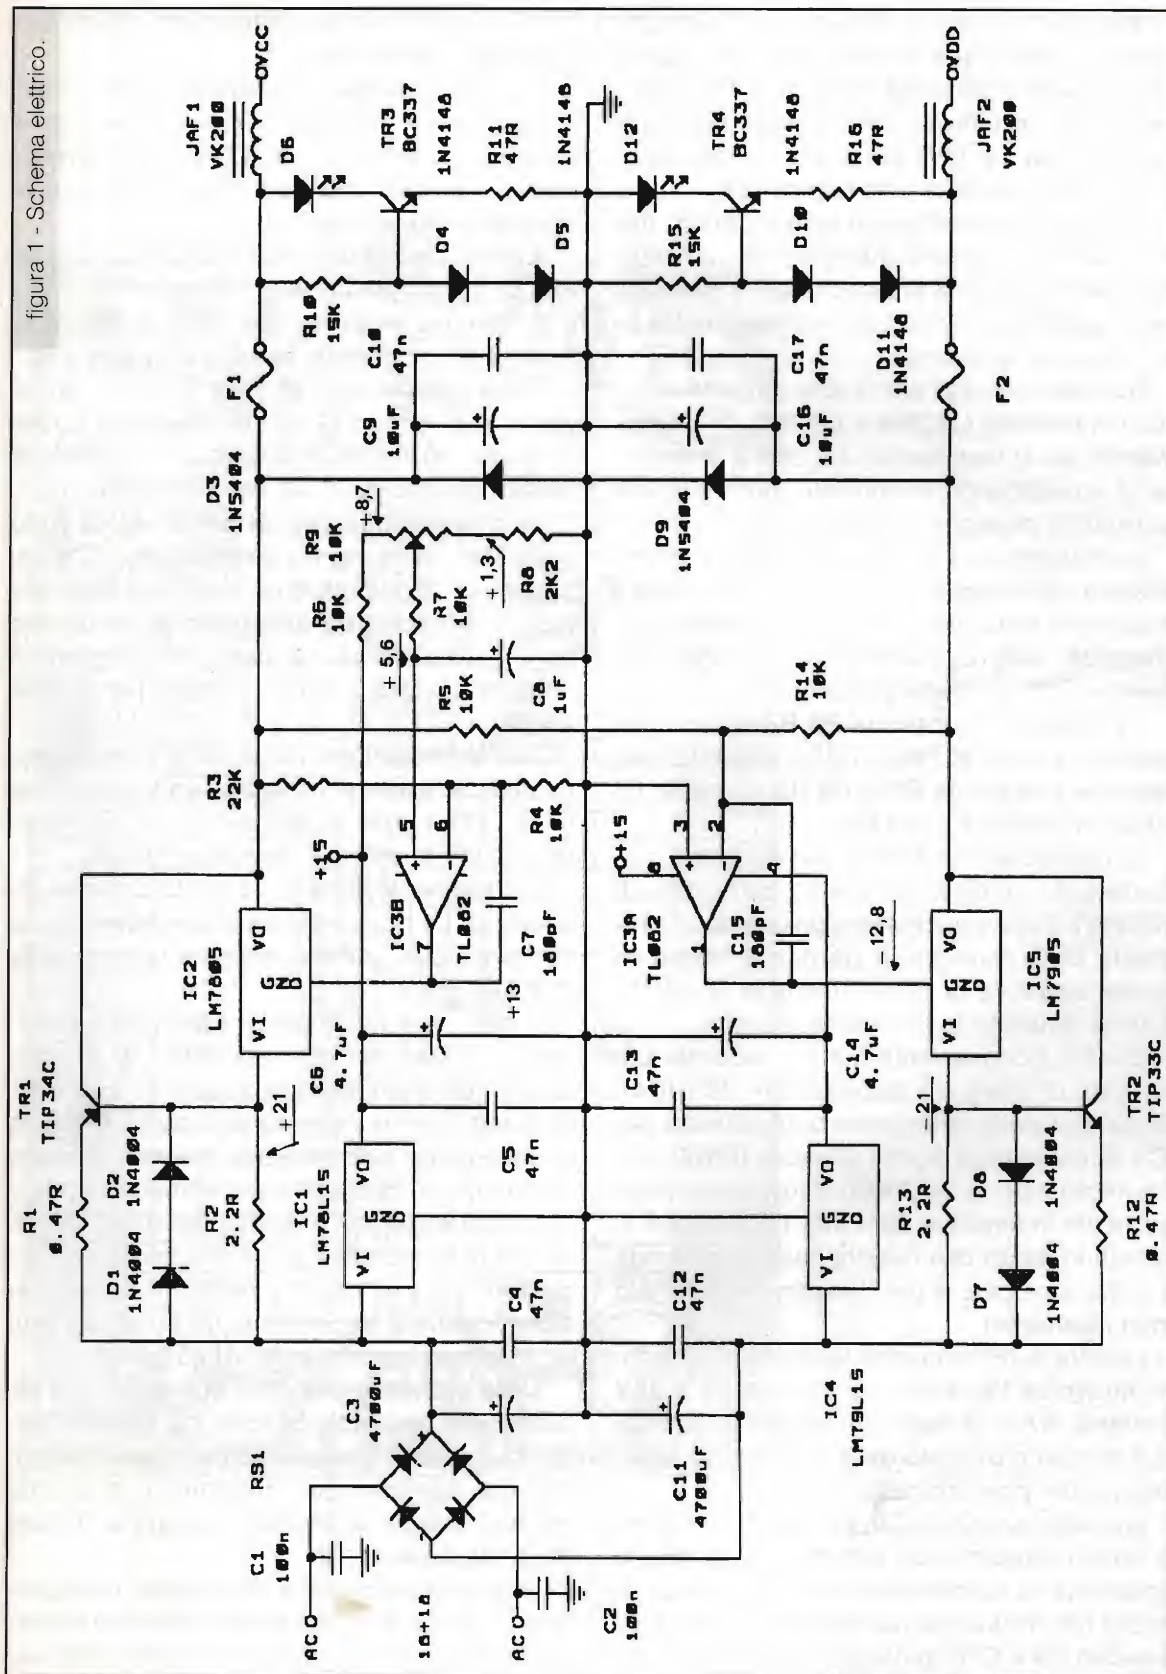 figura 1 - Schema elettrico.
TR1
TIP34C
R1
0.47R
D1
1N4004
D2
1N4004
R2
2.2R
+21
IC2
LM7805
VI
VO
GND
R3
22K
D3
1N5404
F1
JAF1
VK200
OVCC
D6
R10
15K
TR3
BC337
1N4148
D4
R11
47R
D5
1N4148
C10
47n
C9
10uF
+8,7
R9
10K
R6
10K
R7
10K
+1,3
R8
2K2
+5,6
R5
10K
C8
1uF
+15
5
6
7
IC3B
TL082
C7
180pF
+13
R4
10K
C6
4.7uF
IC1
LM78L15
VI
VO
GND
C5
47n
C4
47n
C3
4700uF
RS1
+
-
C1
100n
AC O
18+18
AC O
C2
100n
C11
4700uF
C12
47n
IC4
LM79L15
VI
VO
GND
C13
47n
C14
4.7uF
+15
8
3
2
4
1
IC3A
TL082
C15
180pF
-12,8
R14
10K
R13
2.2R
-21
D7
1N4004
D8
1N4004
R12
0.47R
TR2
TIP33C
IC5
LM7905
VI
VO
GND
D9
1N5404
C16
10uF
C17
47n
R15
15K
D12
TR4
BC337
1N4148
D10
R16
47R
D11
1N4148
F2
JAF2
VK200
OVDD